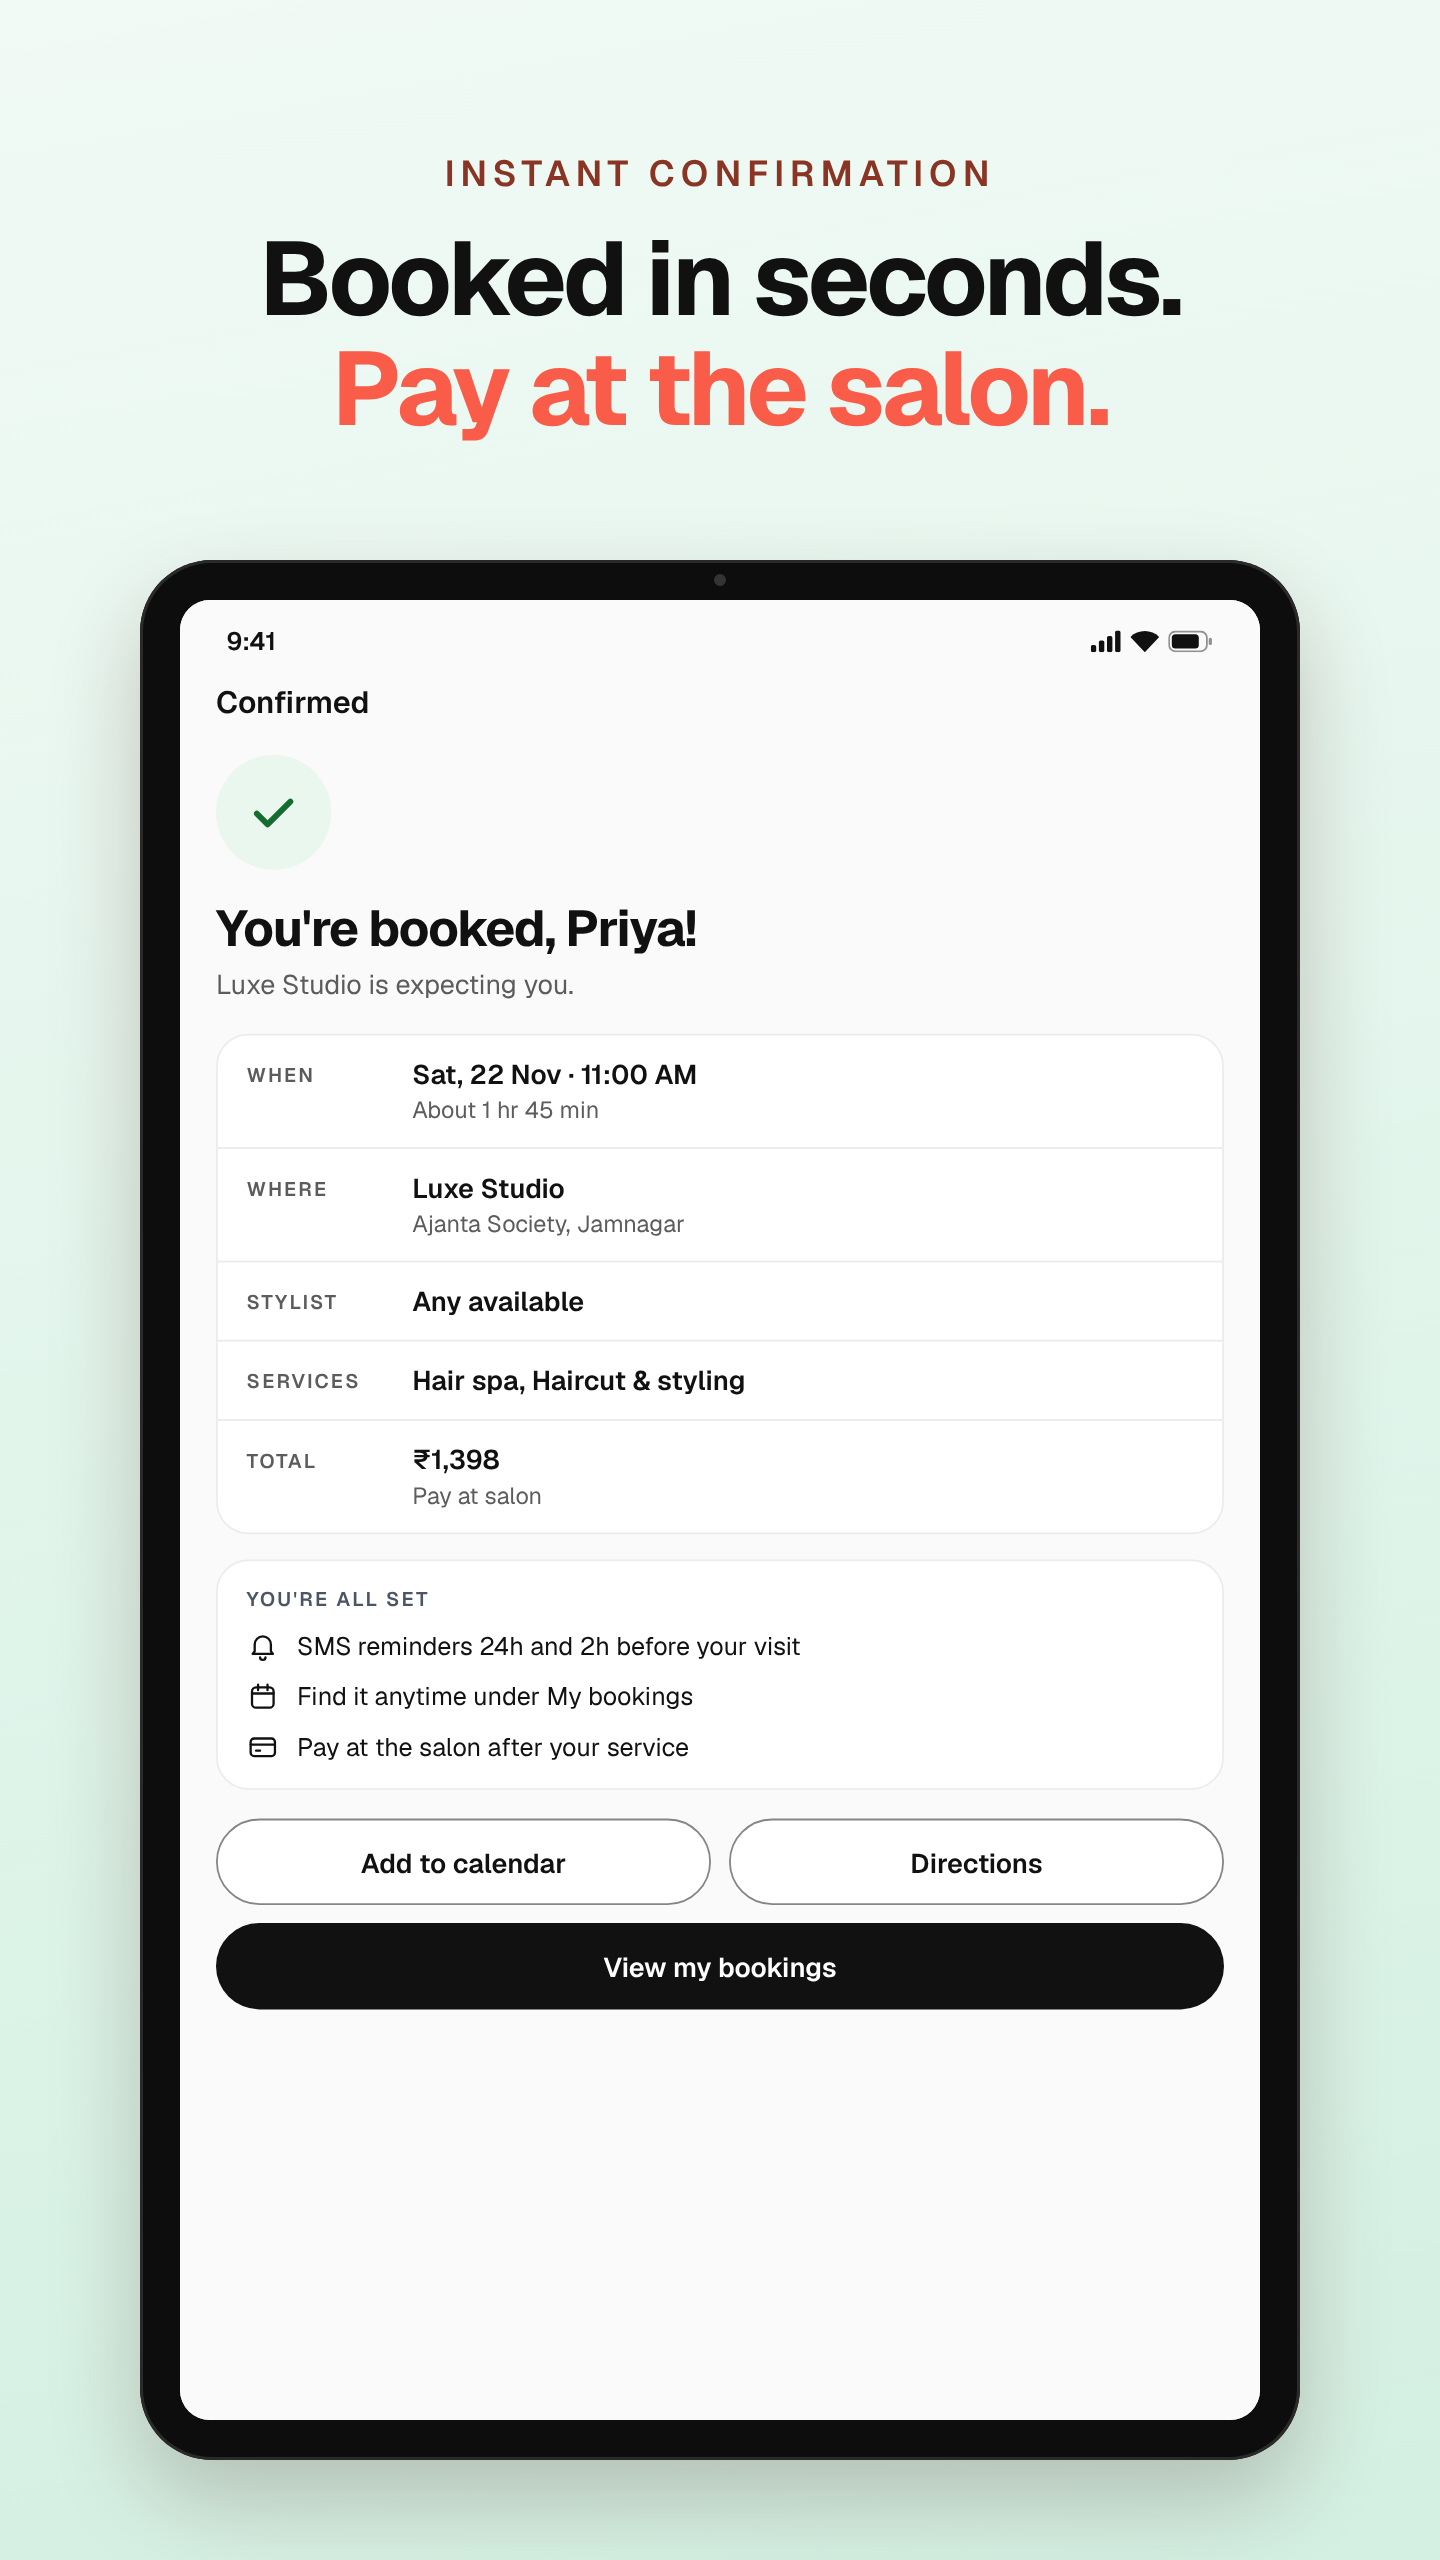 INSTANT CONFIRMATION
Booked in seconds.
Pay at the salon.
9:41
Confirmed
You're booked, Priya!
Luxe Studio is expecting you.
WHEN Sat, 22 Nov · 11:00 AM
About 1 hr 45 min
WHERE Luxe Studio
Ajanta Society, Jamnagar
STYLIST Any available
SERVICES Hair spa, Haircut & styling
TOTAL ₹1,398
Pay at salon
YOU'RE ALL SET
SMS reminders 24h and 2h before your visit
Find it anytime under My bookings
Pay at the salon after your service
Add to calendar Directions
View my bookings